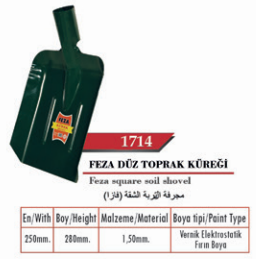 FEZA
1714
FEZA DÜZ TOPRAK KÜREĞİ
Feza square soil shovel
مجرفة التربة الشفة (فازا)
En/With Boy/Height Malzeme/Material Boya tipi/Paint Type
250mm. 280mm. 1,50mm. Vernik Elektrostatik
Fırın Boya